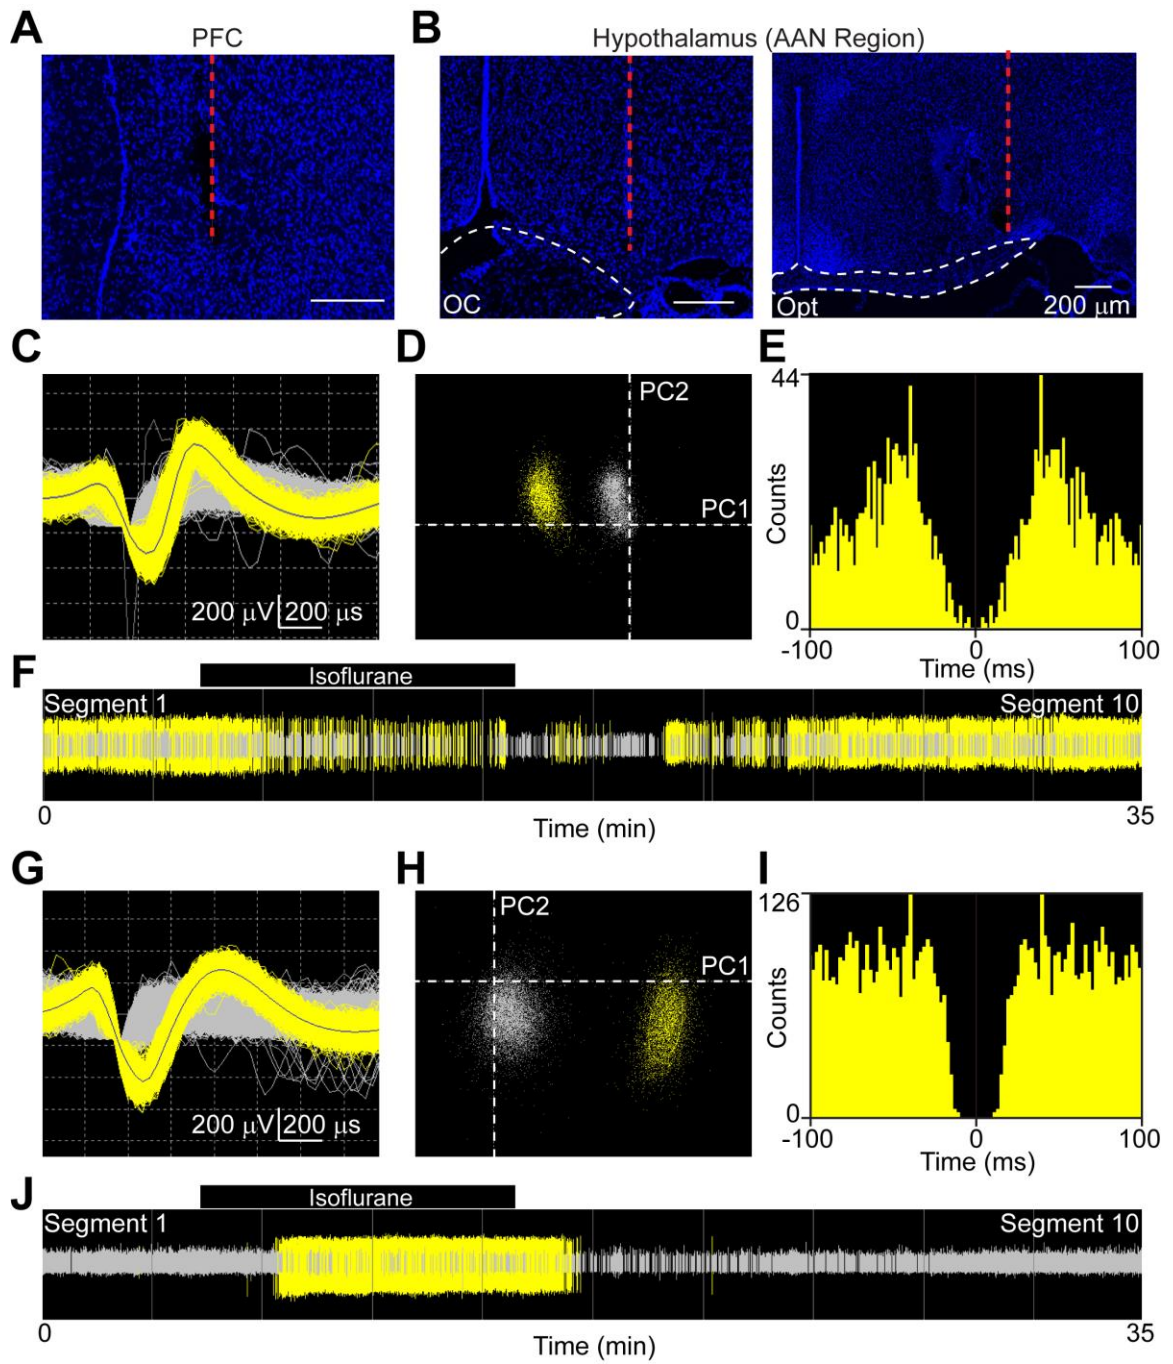 A
PFC
B
Hypothalamus (AAN Region)
OC
Opt
200 μm
C
200 μV 200 μs
D
PC2
PC1
E
44
Counts
0
-100 0 100
Time (ms)
F
Isoflurane
Segment 1
Segment 10
0
35
Time (min)
G
200 μV 200 μs
H
PC2
PC1
I
126
Counts
0
-100 0 100
Time (ms)
J
Isoflurane
Segment 1
Segment 10
0
35
Time (min)